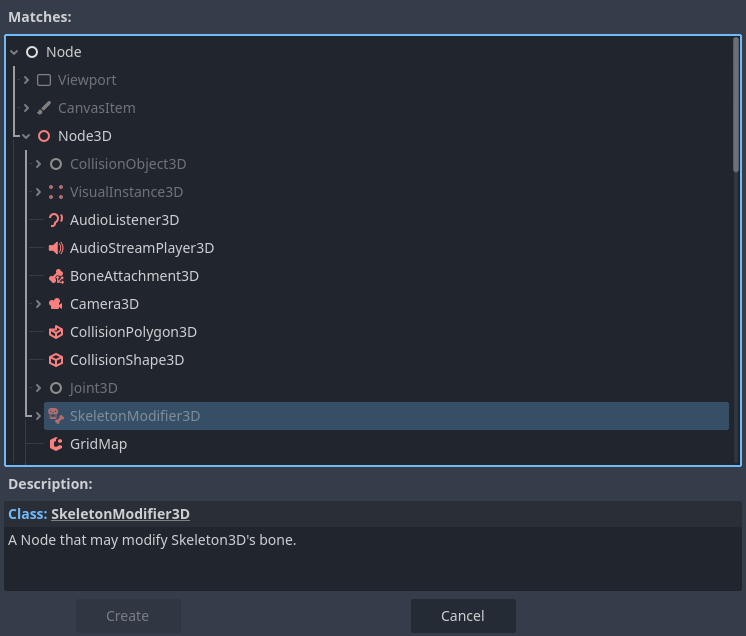 Matches:
Node
Viewport
CanvasItem
Node3D
CollisionObject3D
VisualInstance3D
AudioListener3D
AudioStreamPlayer3D
BoneAttachment3D
Camera3D
CollisionPolygon3D
CollisionShape3D
Joint3D
SkeletonModifier3D
GridMap
Description:
Class: SkeletonModifier3D
A Node that may modify Skeleton3D's bone.
Create Cancel